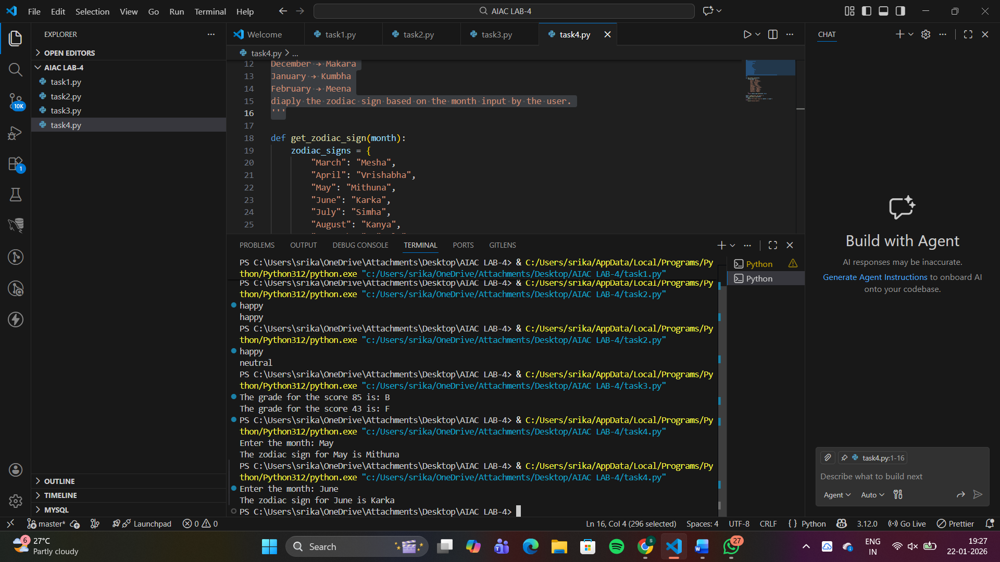 File Edit Selection View Go Run Terminal Help
AIAC LAB-4
EXPLORER
OPEN EDITORS
AIAC LAB-4
task1.py
task2.py
task3.py
task4.py
10K
1
OUTLINE
TIMELINE
MYSQL
Welcome task1.py task2.py task3.py task4.py
task4.py > ...
12 December → Makara
13 January → Kumbha
14 February → Meena
15 diaply the zodiac sign based on the month input by the user.
16 '''
17
18 def get_zodiac_sign(month):
19 zodiac_signs = {
20 "March": "Mesha",
21 "April": "Vrishabha",
22 "May": "Mithuna",
23 "June": "Karka",
24 "July": "Simha",
25 "August": "Kanya",
PROBLEMS OUTPUT DEBUG CONSOLE TERMINAL PORTS GITLENS
PS C:\Users\srika\OneDrive\Attachments\Desktop\AIAC LAB-4> & C:/Users/srika/AppData/Local/Programs/Py
thon/Python312/python.exe "c:/Users/srika/OneDrive/Attachments/Desktop/AIAC LAB-4/task1.py"
PS C:\Users\srika\OneDrive\Attachments\Desktop\AIAC LAB-4> & C:/Users/srika/AppData/Local/Programs/Py
thon/Python312/python.exe "c:/Users/srika/OneDrive/Attachments/Desktop/AIAC LAB-4/task2.py"
happy
happy
PS C:\Users\srika\OneDrive\Attachments\Desktop\AIAC LAB-4> & C:/Users/srika/AppData/Local/Programs/Py
thon/Python312/python.exe "c:/Users/srika/OneDrive/Attachments/Desktop/AIAC LAB-4/task2.py"
happy
neutral
PS C:\Users\srika\OneDrive\Attachments\Desktop\AIAC LAB-4> & C:/Users/srika/AppData/Local/Programs/Py
thon/Python312/python.exe "c:/Users/srika/OneDrive/Attachments/Desktop/AIAC LAB-4/task3.py"
The grade for the score 85 is: B
The grade for the score 43 is: F
PS C:\Users\srika\OneDrive\Attachments\Desktop\AIAC LAB-4> & C:/Users/srika/AppData/Local/Programs/Py
thon/Python312/python.exe "c:/Users/srika/OneDrive/Attachments/Desktop/AIAC LAB-4/task4.py"
Enter the month: May
The zodiac sign for May is Mithuna
PS C:\Users\srika\OneDrive\Attachments\Desktop\AIAC LAB-4> & C:/Users/srika/AppData/Local/Programs/Py
thon/Python312/python.exe "c:/Users/srika/OneDrive/Attachments/Desktop/AIAC LAB-4/task4.py"
Enter the month: June
The zodiac sign for June is Karka
PS C:\Users\srika\OneDrive\Attachments\Desktop\AIAC LAB-4>
Python
Python
CHAT
Build with Agent
AI responses may be inaccurate.
Generate Agent Instructions to onboard AI
onto your codebase.
task4.py:1-16
Describe what to build next
Agent Auto
master* Launchpad 0 0 Ln 16, Col 4 (296 selected) Spaces: 4 UTF-8 CRLF { } Python 3.12.0 Go Live Prettier
6
27°C
Partly cloudy
Search
27
ENG
IN
19:27
22-01-2026